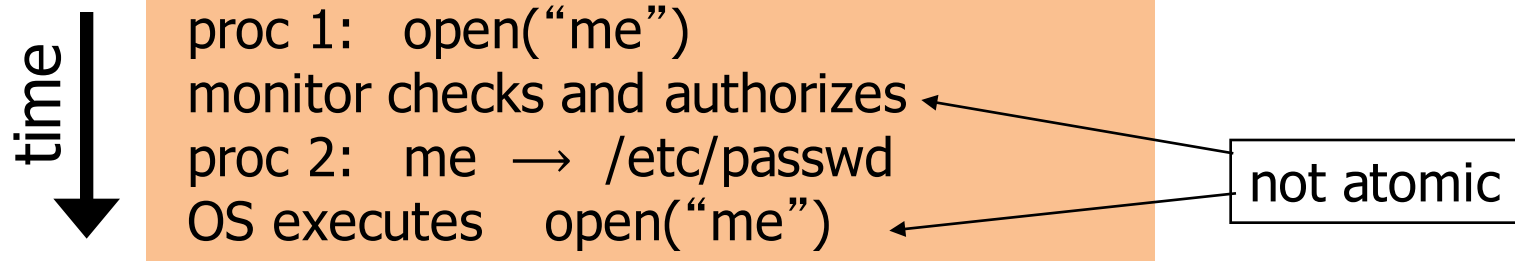 time
proc 1: open(“me”)
monitor checks and authorizes
proc 2: me ⟶ /etc/passwd
OS executes open(“me”)
not atomic